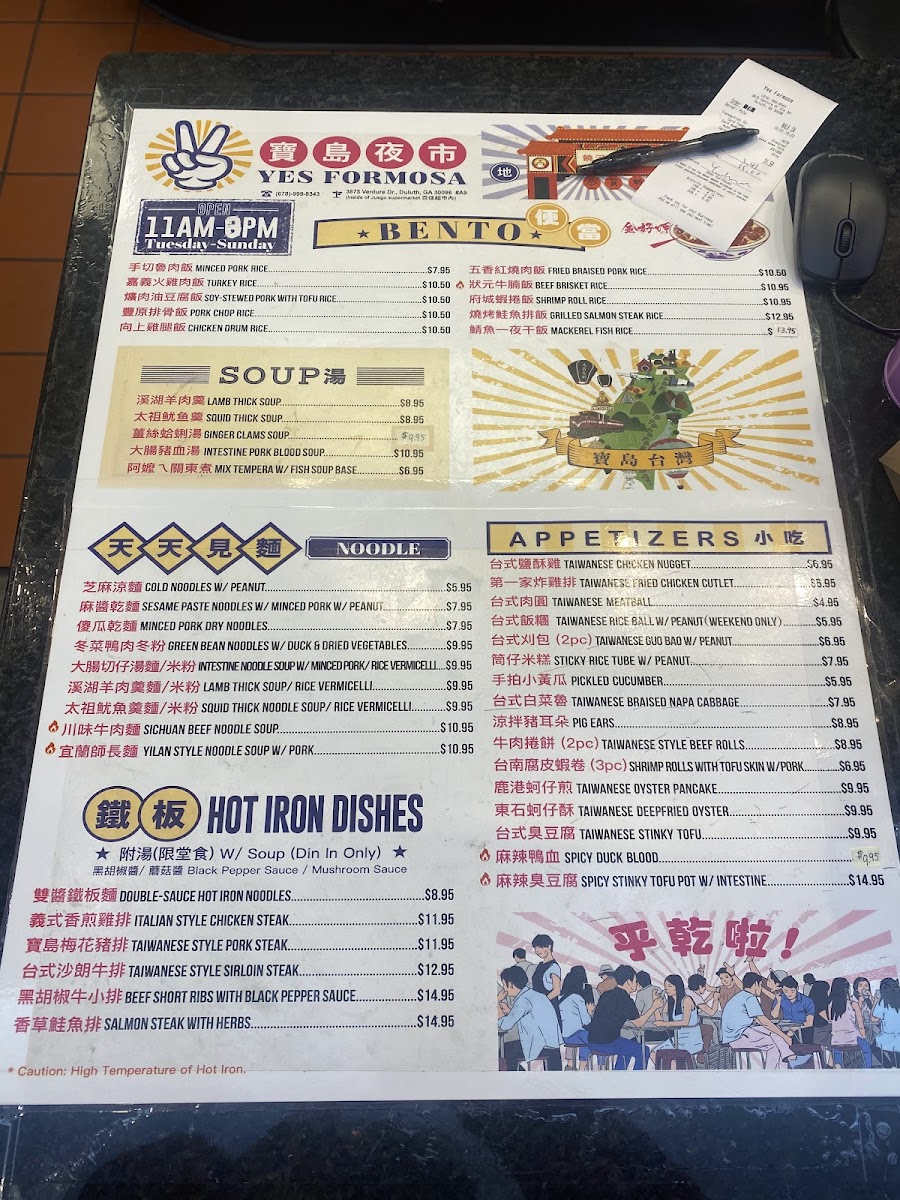 寶島夜市
YES FORMOSA
(678)-999-8343
3875 Venture Dr., Duluth, GA 30096 #A9
(Inside of Jusgo supermarket 百佳超市內)
地
Yes Formosa
OPEN
11AM-8PM
Tuesday-Sunday
BENTO 便當
手切魯肉飯 MINCED PORK RICE $7.95
嘉義火雞肉飯 TURKEY RICE $10.50
爌肉油豆腐飯 SOY-STEWED PORK WITH TOFU RICE $10.50
豐原排骨飯 PORK CHOP RICE $10.50
向上雞腿飯 CHICKEN DRUM RICE $10.50
五香紅燒肉飯 FRIED BRAISED PORK RICE $10.50
狀元牛腩飯 BEEF BRISKET RICE $10.95
府城蝦捲飯 SHRIMP ROLL RICE $10.95
燒烤鮭魚排飯 GRILLED SALMON STEAK RICE $12.95
鯖魚一夜干飯 MACKEREL FISH RICE $13.95
SOUP 湯
溪湖羊肉羹 LAMB THICK SOUP $8.95
太祖魷魚羹 SQUID THICK SOUP $8.95
薑絲蛤蜊湯 GINGER CLAMS SOUP $9.95
大腸豬血湯 INTESTINE PORK BLOOD SOUP $10.95
阿嬤ㄟ關東煮 MIX TEMPERA W/ FISH SOUP BASE $6.95
寶島台灣
天天見麵 NOODLE
芝麻涼麵 COLD NOODLES W/ PEANUT $5.95
麻醬乾麵 SESAME PASTE NOODLES W/ MINCED PORK W/ PEANUT $7.95
傻瓜乾麵 MINCED PORK DRY NOODLES $7.95
冬菜鴨肉冬粉 GREEN BEAN NOODLES W/ DUCK & DRIED VEGETABLES $9.95
大腸切仔湯麵/米粉 INTESTINE NOODLE SOUP W/ MINCED PORK/ RICE VERMICELLI $9.95
溪湖羊肉羹麵/米粉 LAMB THICK SOUP/ RICE VERMICELLI $9.95
太祖魷魚羹麵/米粉 SQUID THICK NOODLE SOUP/ RICE VERMICELLI $9.95
川味牛肉麵 SICHUAN BEEF NOODLE SOUP $10.95
宜蘭師長麵 YILAN STYLE NOODLE SOUP W/ PORK $10.95
鐵板 HOT IRON DISHES
★ 附湯(限堂食) W/ Soup (Din In Only) ★
黑胡椒醬/ 蘑菇醬 Black Pepper Sauce / Mushroom Sauce
雙醬鐵板麵 DOUBLE-SAUCE HOT IRON NOODLES $8.95
義式香煎雞排 ITALIAN STYLE CHICKEN STEAK $11.95
寶島梅花豬排 TAIWANESE STYLE PORK STEAK $11.95
台式沙朗牛排 TAIWANESE STYLE SIRLOIN STEAK $12.95
黑胡椒牛小排 BEEF SHORT RIBS WITH BLACK PEPPER SAUCE $14.95
香草鮭魚排 SALMON STEAK WITH HERBS $14.95
* Caution: High Temperature of Hot Iron.
APPETIZERS 小吃
台式鹽酥雞 TAIWANESE CHICKEN NUGGET $6.95
第一家炸雞排 TAIWANESE FRIED CHICKEN CUTLET $8.95
台式肉圓 TAIWANESE MEATBALL $4.95
台式飯糰 TAIWANESE RICE BALL W/ PEANUT (WEEKEND ONLY) $5.95
台式刈包 (2pc) TAIWANESE GUO BAO W/ PEANUT $6.95
筒仔米糕 STICKY RICE TUBE W/ PEANUT $7.95
手拍小黃瓜 PICKLED CUCUMBER $5.95
台式白菜魯 TAIWANESE BRAISED NAPA CABBAGE $7.95
涼拌豬耳朵 PIG EARS $8.95
牛肉捲餅 (2pc) TAIWANESE STYLE BEEF ROLLS $8.95
台南腐皮蝦卷 (3pc) SHRIMP ROLLS WITH TOFU SKIN W/PORK $6.95
鹿港蚵仔煎 TAIWANESE OYSTER PANCAKE $9.95
東石蚵仔酥 TAIWANESE DEEPFRIED OYSTER $9.95
台式臭豆腐 TAIWANESE STINKY TOFU $9.95
麻辣鴨血 SPICY DUCK BLOOD $9.95
麻辣臭豆腐 SPICY STINKY TOFU POT W/ INTESTINE $14.95
乎乾啦!